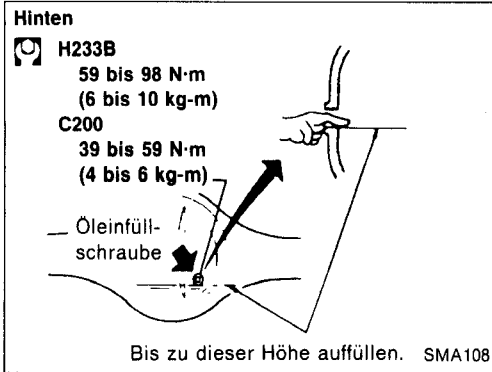 Hinten
H233B
59 bis 98 N·m
(6 bis 10 kg-m)
C200
39 bis 59 N·m
(4 bis 6 kg-m)
Öleinfüll-
schraube
Bis zu dieser Höhe auffüllen. SMA108